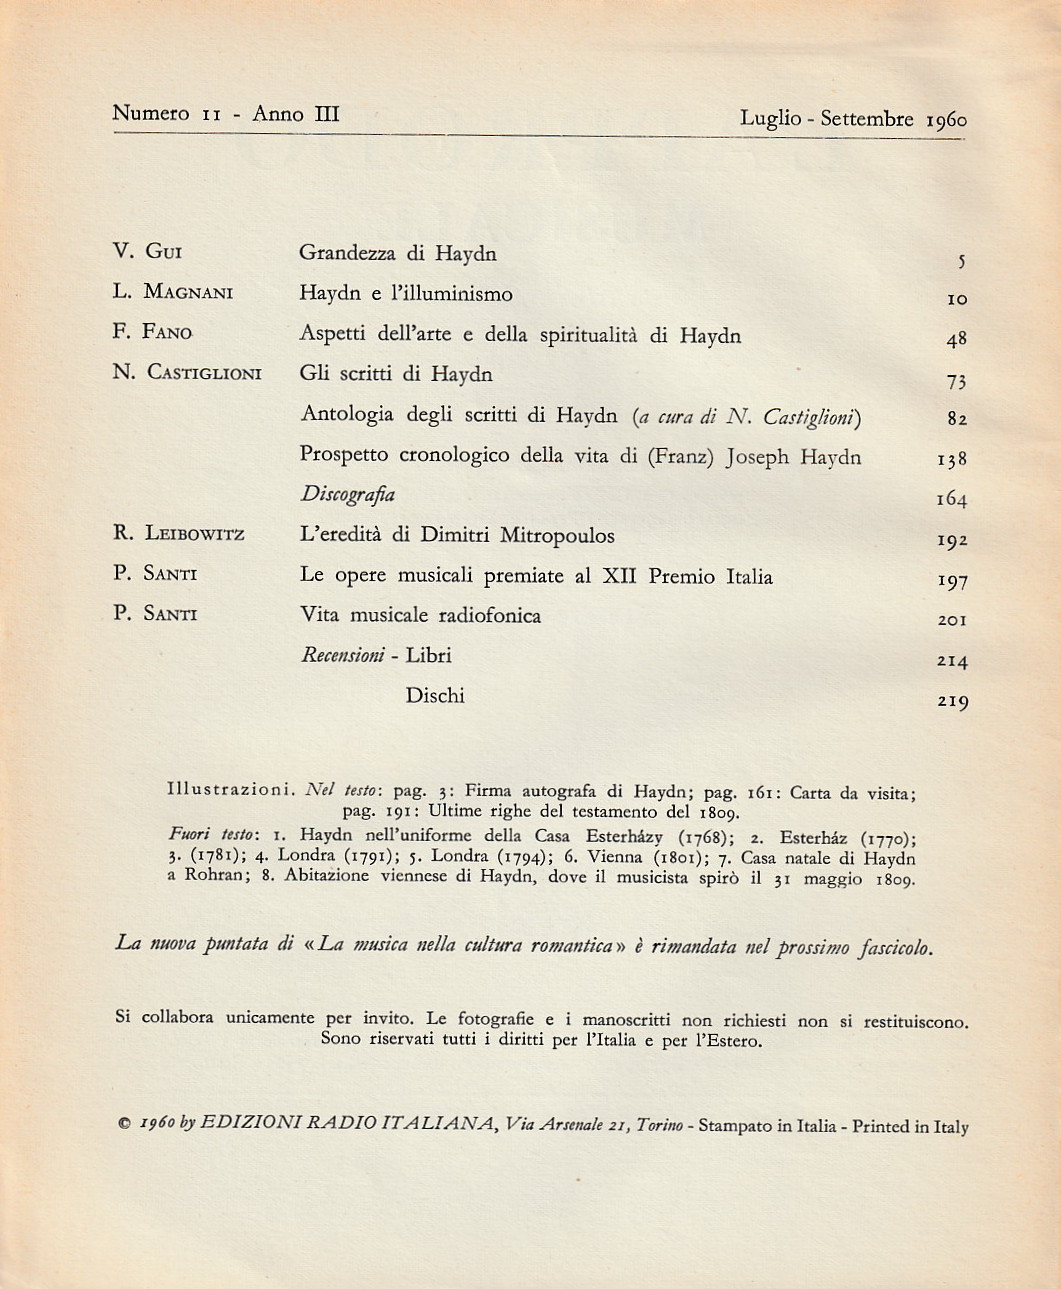 Numero 11 - Anno III Luglio - Settembre 1960
V. GUI Grandezza di Haydn 5
L. MAGNANI Haydn e l'illuminismo 10
F. FANO Aspetti dell'arte e della spiritualità di Haydn 48
N. CASTIGLIONI Gli scritti di Haydn 73
Antologia degli scritti di Haydn (a cura di N. Castiglioni) 82
Prospetto cronologico della vita di (Franz) Joseph Haydn 138
Discografia 164
R. LEIBOWITZ L'eredità di Dimitri Mitropoulos 192
P. SANTI Le opere musicali premiate al XII Premio Italia 197
P. SANTI Vita musicale radiofonica 201
Recensioni - Libri 214
Dischi 219
Illustrazioni. Nel testo: pag. 3: Firma autografa di Haydn; pag. 161: Carta da visita;
pag. 191: Ultime righe del testamento del 1809.
Fuori testo: 1. Haydn nell'uniforme della Casa Esterházy (1768); 2. Esterház (1770);
3. (1781); 4. Londra (1791); 5. Londra (1794); 6. Vienna (1801); 7. Casa natale di Haydn
a Rohran; 8. Abitazione viennese di Haydn, dove il musicista spirò il 31 maggio 1809.
La nuova puntata di «La musica nella cultura romantica» è rimandata nel prossimo fascicolo.
Si collabora unicamente per invito. Le fotografie e i manoscritti non richiesti non si restituiscono.
Sono riservati tutti i diritti per l'Italia e per l'Estero.
© 1960 by EDIZIONI RADIO ITALIANA, Via Arsenale 21, Torino - Stampato in Italia - Printed in Italy